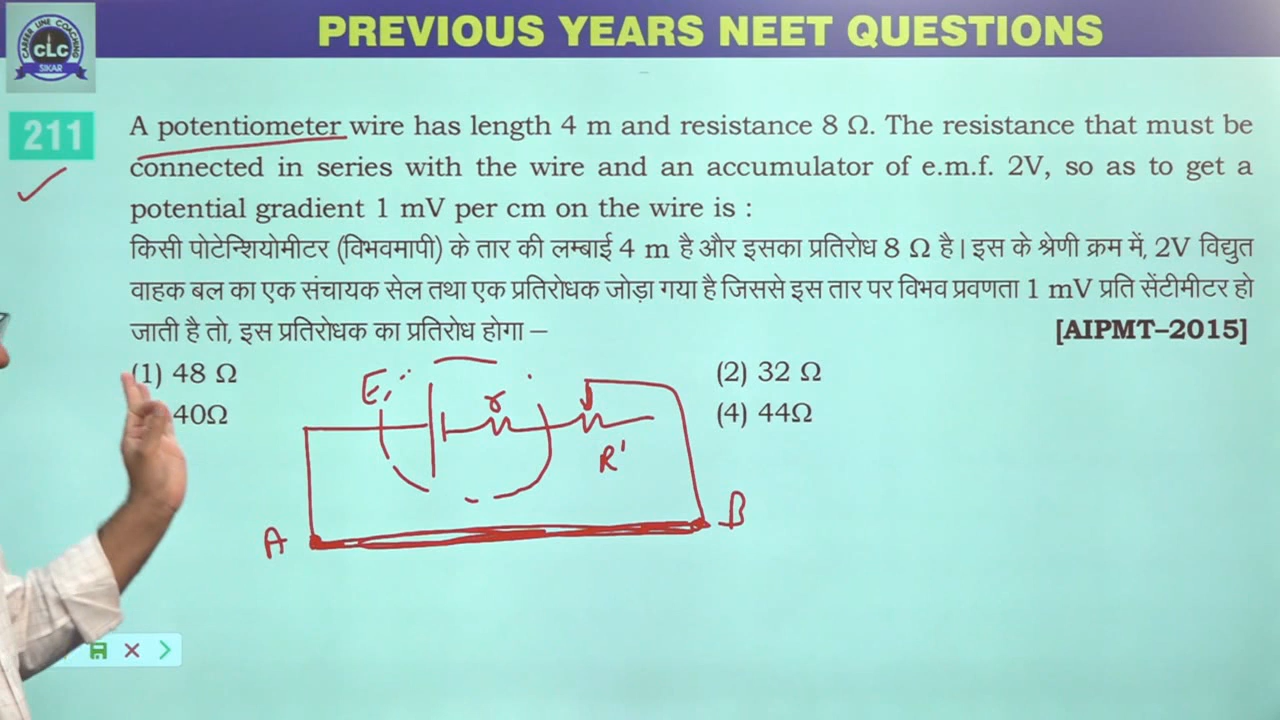 PREVIOUS YEARS NEET QUESTIONS
CAREER LINE COACHING
CLC
SIKAR
211
A potentiometer wire has length 4 m and resistance 8 Ω. The resistance that must be
connected in series with the wire and an accumulator of e.m.f. 2V, so as to get a
potential gradient 1 mV per cm on the wire is :
किसी पोटेन्शियोमीटर (विभवमापी) के तार की लम्बाई 4 m है और इसका प्रतिरोध 8 Ω है। इस के श्रेणी क्रम में, 2V विद्युत
वाहक बल का एक संचायक सेल तथा एक प्रतिरोधक जोड़ा गया है जिससे इस तार पर विभव प्रवणता 1 mV प्रति सेंटीमीटर हो
जाती है तो, इस प्रतिरोधक का प्रतिरोध होगा –
[AIPMT–2015]
(1) 48 Ω
(2) 32 Ω
40Ω
(4) 44Ω
E
r
R'
A
B